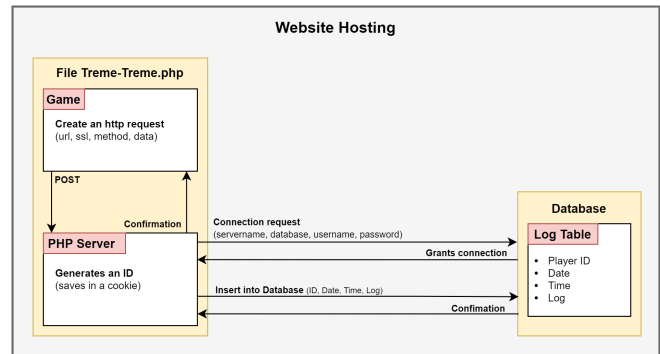 Website Hosting
File Treme-Treme.php
Game
Create an http request
(url, ssl, method, data)
POST
Confirmation
PHP Server
Generates an ID
(saves in a cookie)
Connection request
(servername, database, username, password)
Grants connection
Insert into Database (ID, Date, Time, Log)
Confimation
Database
Log Table
• Player ID
• Date
• Time
• Log